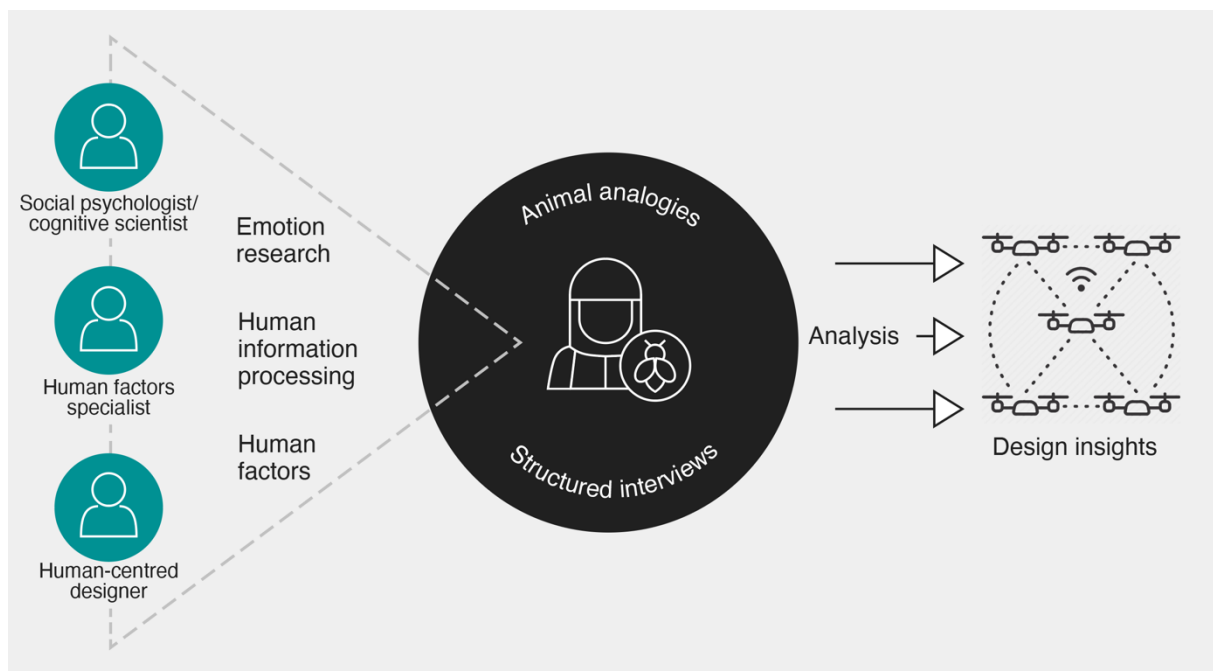 Social psychologist/
cognitive scientist
Human factors
specialist
Human-centred
designer
Emotion
research
Human
information
processing
Human
factors
Animal analogies
Structured interviews
Analysis
Design insights